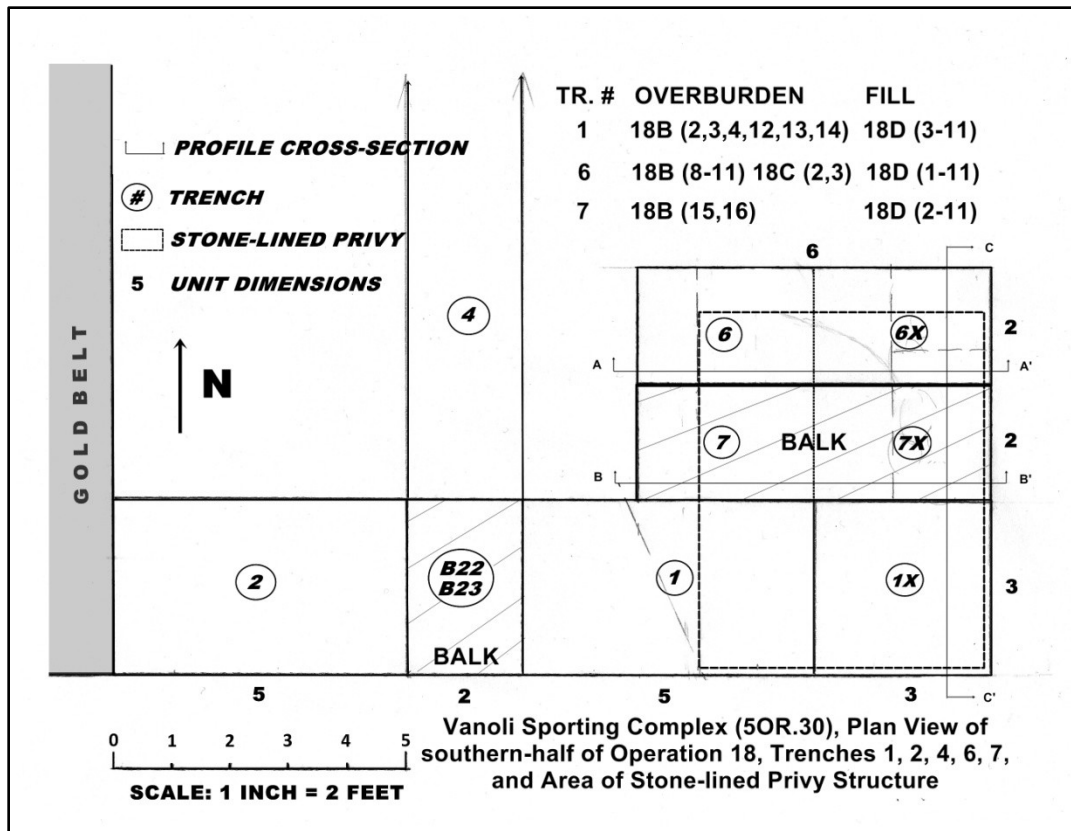 TR. # OVERBURDEN FILL
1 18B (2,3,4,12,13,14) 18D (3-11)
6 18B (8-11) 18C (2,3) 18D (1-11)
7 18B (15,16) 18D (2-11)
PROFILE CROSS-SECTION
# TRENCH
STONE-LINED PRIVY
5 UNIT DIMENSIONS
GOLD BELT
N
4
6
C
6
6X
2
A
A'
7
BALK
7X
2
B
B'
2
B22
B23
BALK
1
1X
3
5
2
5
3
C'
0 1 2 3 4 5
SCALE: 1 INCH = 2 FEET
Vanoli Sporting Complex (5OR.30), Plan View of
southern-half of Operation 18, Trenches 1, 2, 4, 6, 7,
and Area of Stone-lined Privy Structure